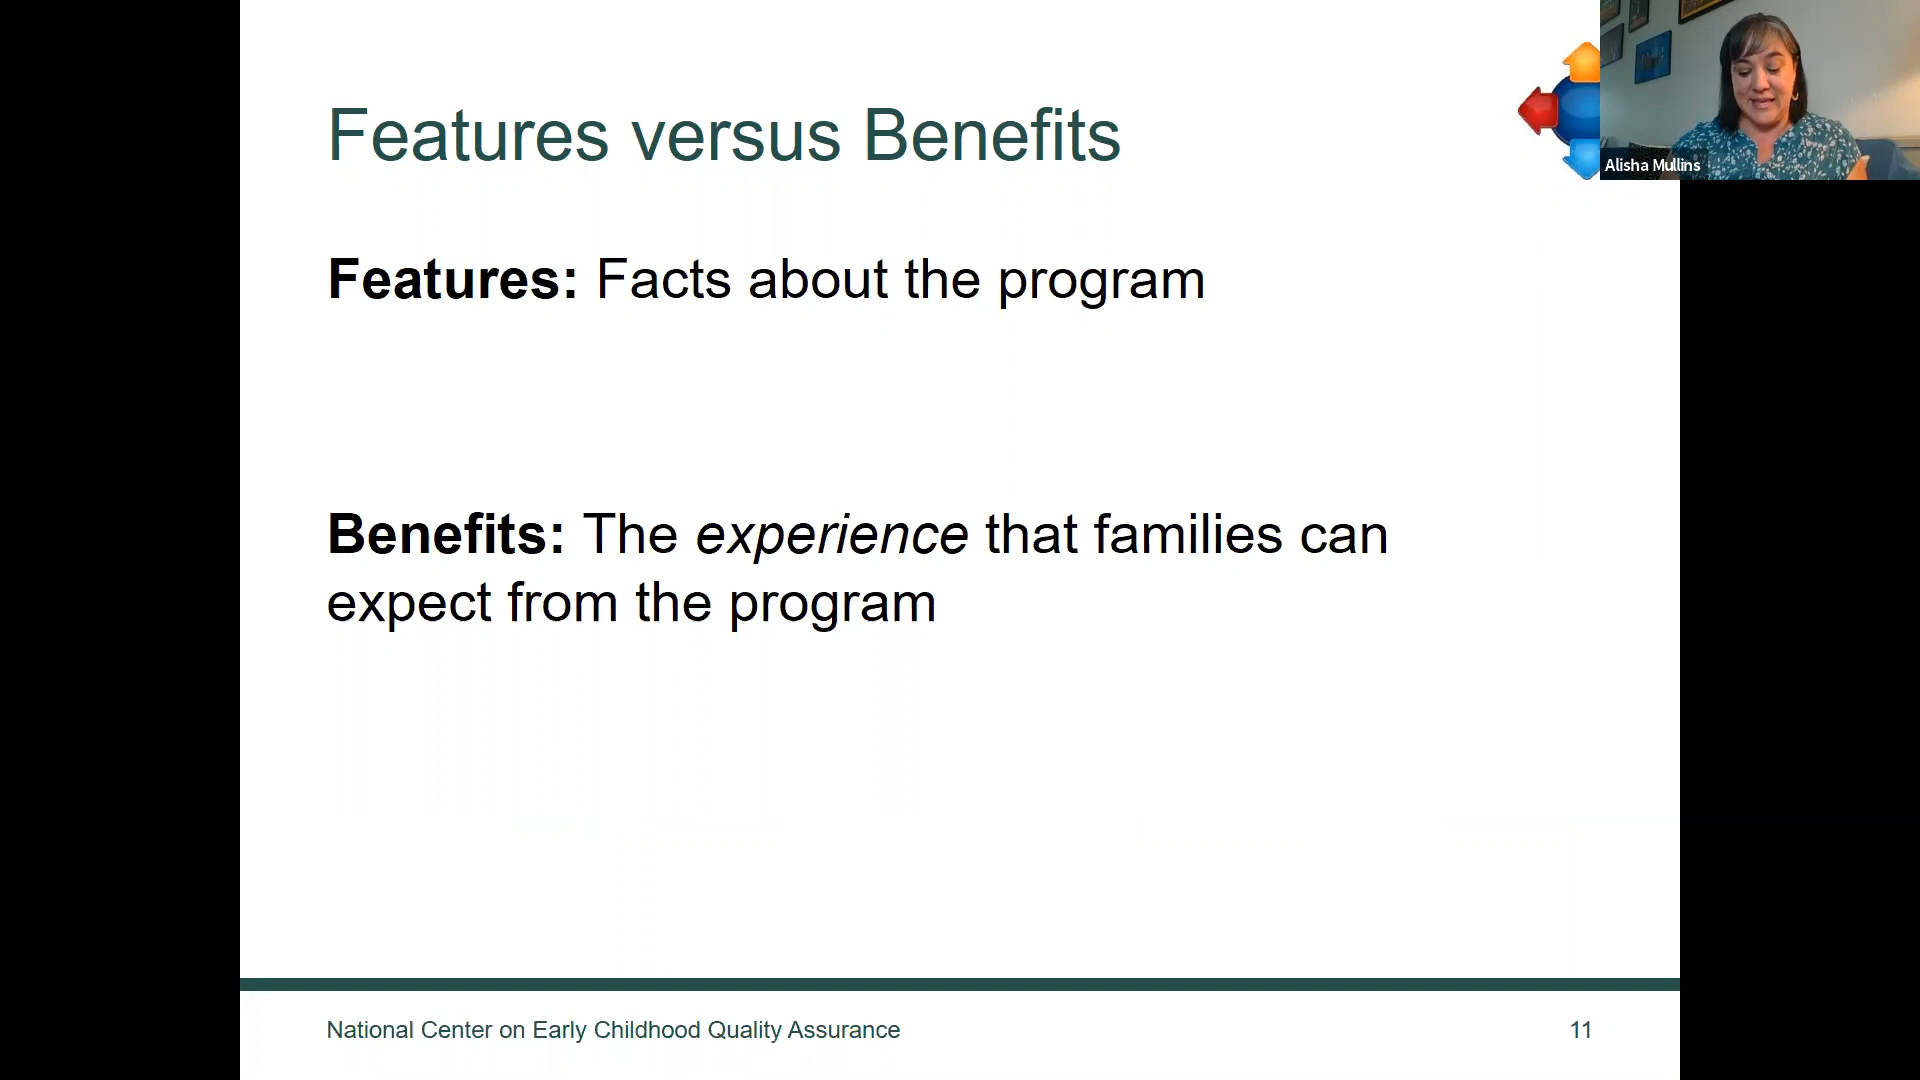 Features versus Benefits
Alisha Mullins
Features: Facts about the program
Benefits: The experience that families can
expect from the program
National Center on Early Childhood Quality Assurance
11